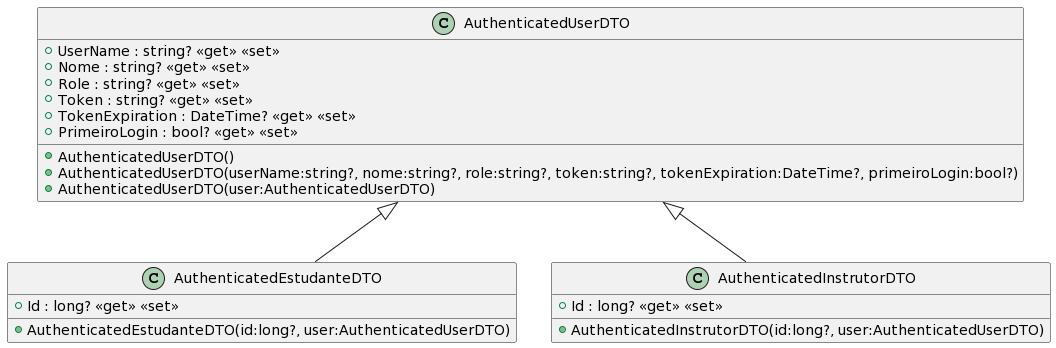 C AuthenticatedUserDTO
UserName : string? «get» «set»
Nome : string? «get» «set»
Role : string? «get» «set»
Token : string? «get» «set»
TokenExpiration : DateTime? «get» «set»
PrimeiroLogin : bool? «get» «set»
AuthenticatedUserDTO()
AuthenticatedUserDTO(userName:string?, nome:string?, role:string?, token:string?, tokenExpiration:DateTime?, primeiroLogin:bool?)
AuthenticatedUserDTO(user:AuthenticatedUserDTO)
C AuthenticatedEstudanteDTO
Id : long? «get» «set»
AuthenticatedEstudanteDTO(id:long?, user:AuthenticatedUserDTO)
C AuthenticatedInstrutorDTO
Id : long? «get» «set»
AuthenticatedInstrutorDTO(id:long?, user:AuthenticatedUserDTO)